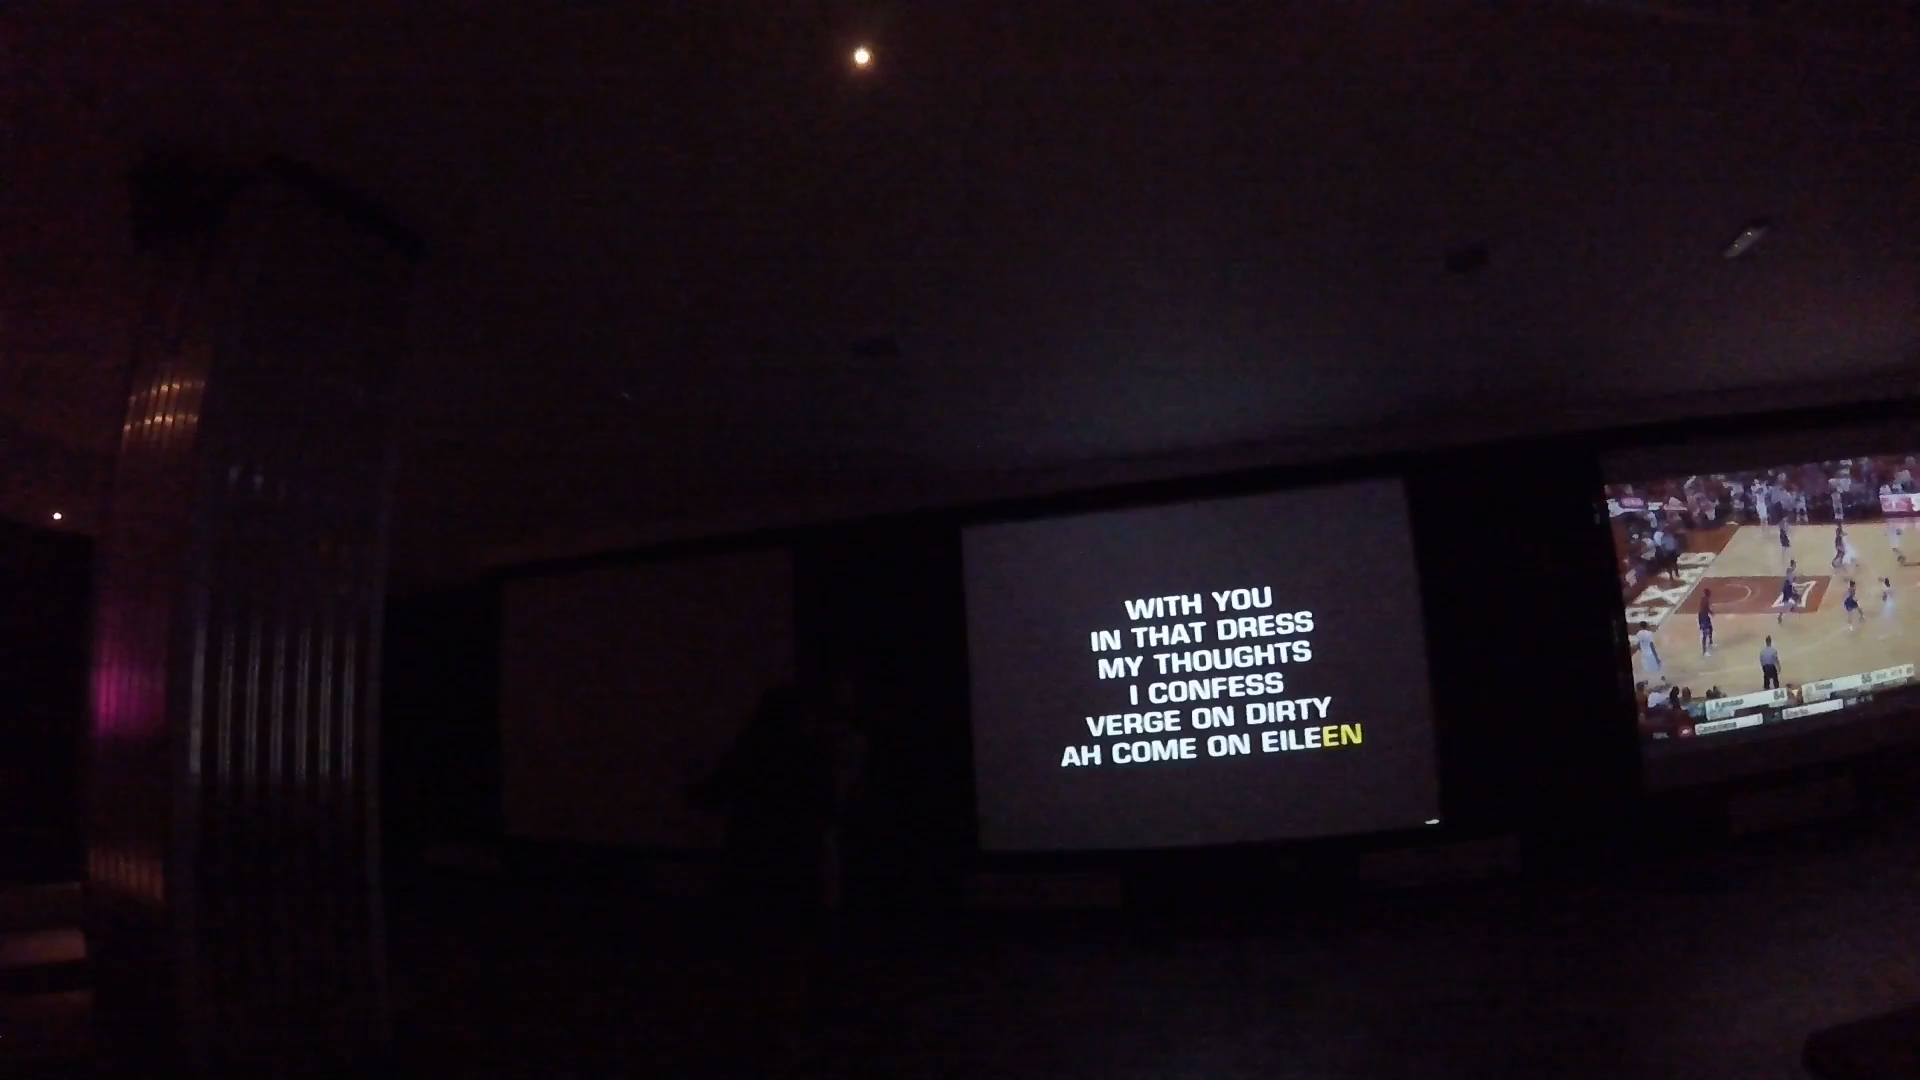 WITH YOU
IN THAT DRESS
MY THOUGHTS
I CONFESS
VERGE ON DIRTY
AH COME ON EILEEN